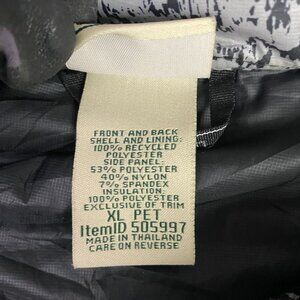 FRONT AND BACK
SHELL AND LINING:
100% RECYCLED
POLYESTER
SIDE PANEL:
53% POLYESTER
40% NYLON
7% SPANDEX
INSULATION:
100% POLYESTER
EXCLUSIVE OF TRIM
XL PET
ItemID 505997
MADE IN THAILAND
CARE ON REVERSE